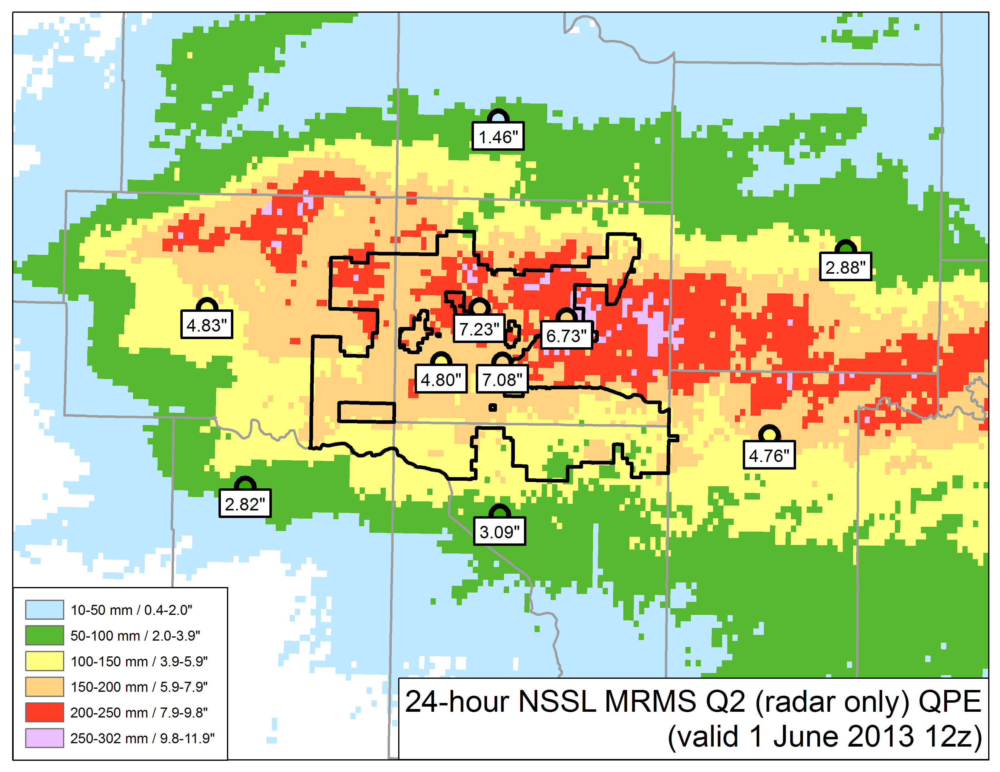 1.46"
2.88"
4.83"
7.23"
6.73"
4.80"
7.08"
4.76"
2.82"
3.09"
10-50 mm / 0.4-2.0"
50-100 mm / 2.0-3.9"
100-150 mm / 3.9-5.9"
150-200 mm / 5.9-7.9"
200-250 mm / 7.9-9.8"
250-302 mm / 9.8-11.9"
24-hour NSSL MRMS Q2 (radar only) QPE
(valid 1 June 2013 12z)